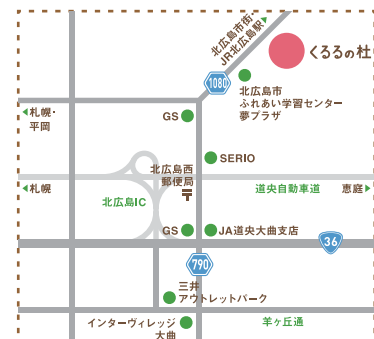 北広島市街・
JR北広島駅
くるるの杜
1080
北広島市
ふれあい学習センター
夢プラザ
札幌・
平岡
GS
SERIO
北広島西
郵便局
札幌
北広島IC
道央自動車道
恵庭
GS
JA道央大曲支店
36
790
三井
アウトレットパーク
インターヴィレッジ
大曲
羊ヶ丘通